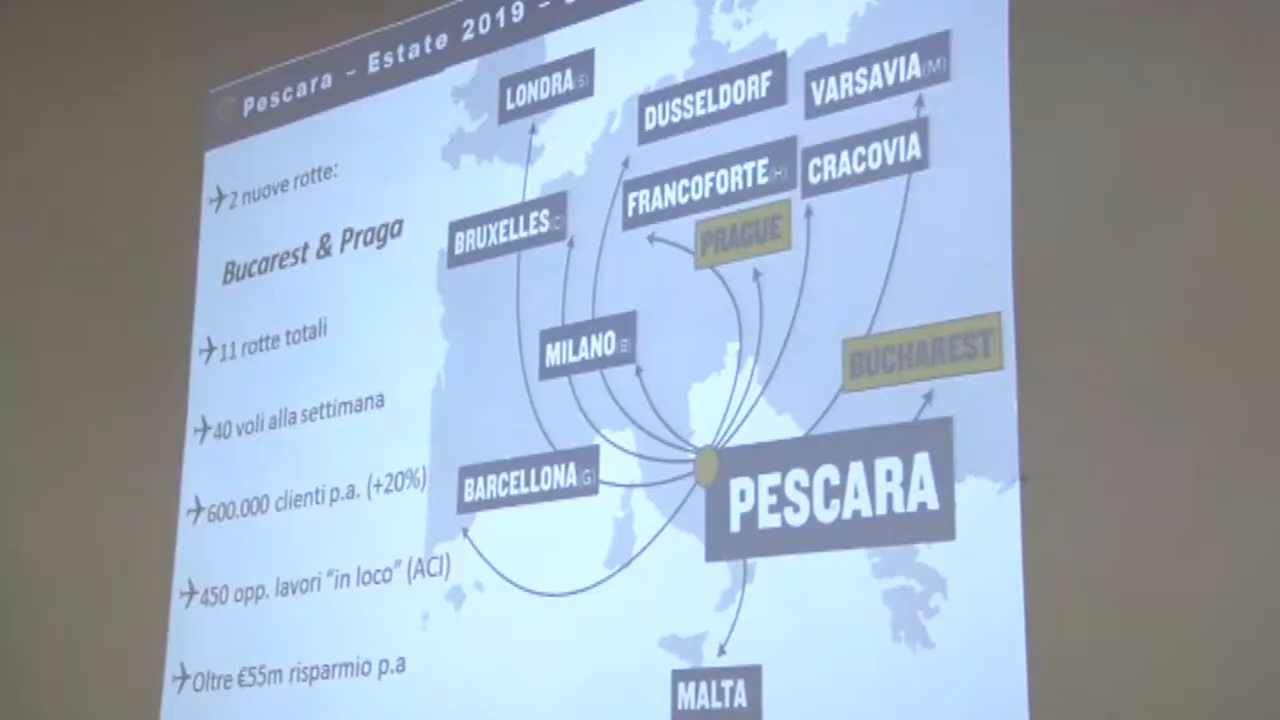 Pescara – Estate 2019 –
2 nuove rotte:
Bucarest & Praga
11 rotte totali
40 voli alla settimana
600.000 clienti p.a. (+20%)
450 opp. lavori “in loco” (ACI)
Oltre €55m risparmio p.a
LONDRA(S)
DUSSELDORF
VARSAVIA(M)
BRUXELLES
FRANCOFORTE(H)
CRACOVIA
PRAGUE
MILANO
BUCHAREST
BARCELLONA(G)
PESCARA
MALTA